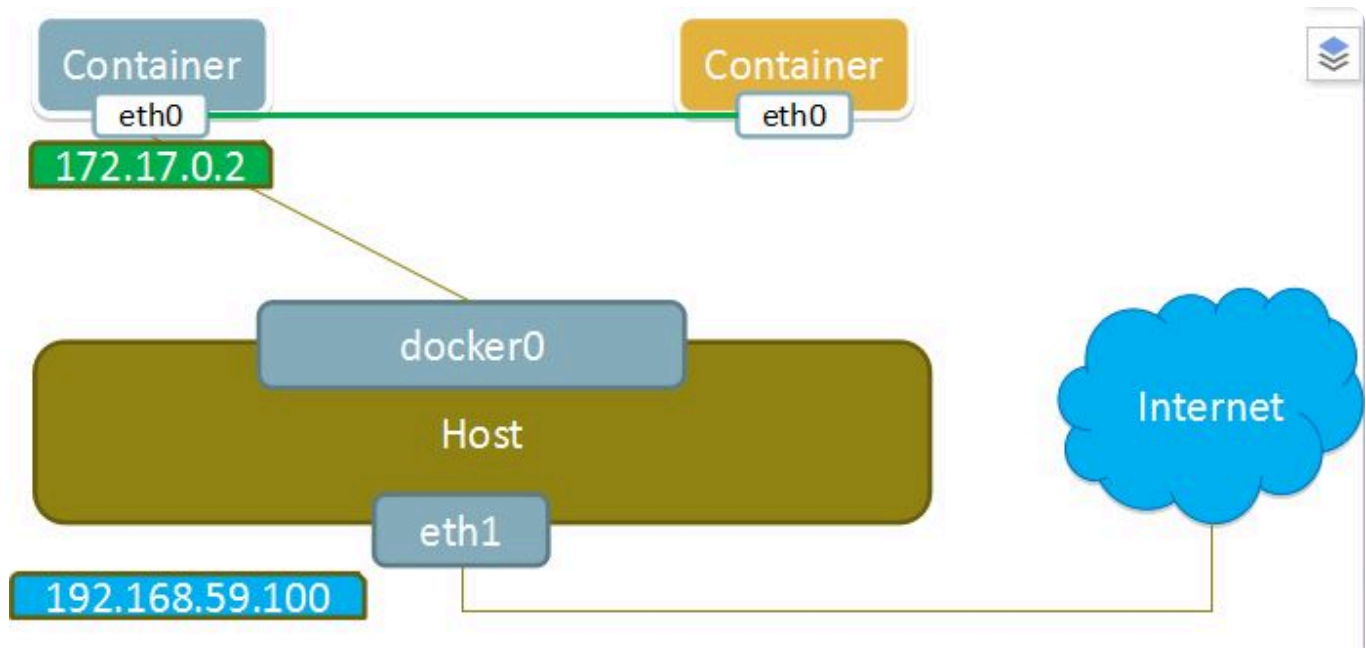 Container
Container
eth0
eth0
172.17.0.2
docker0
Host
Internet
eth1
192.168.59.100